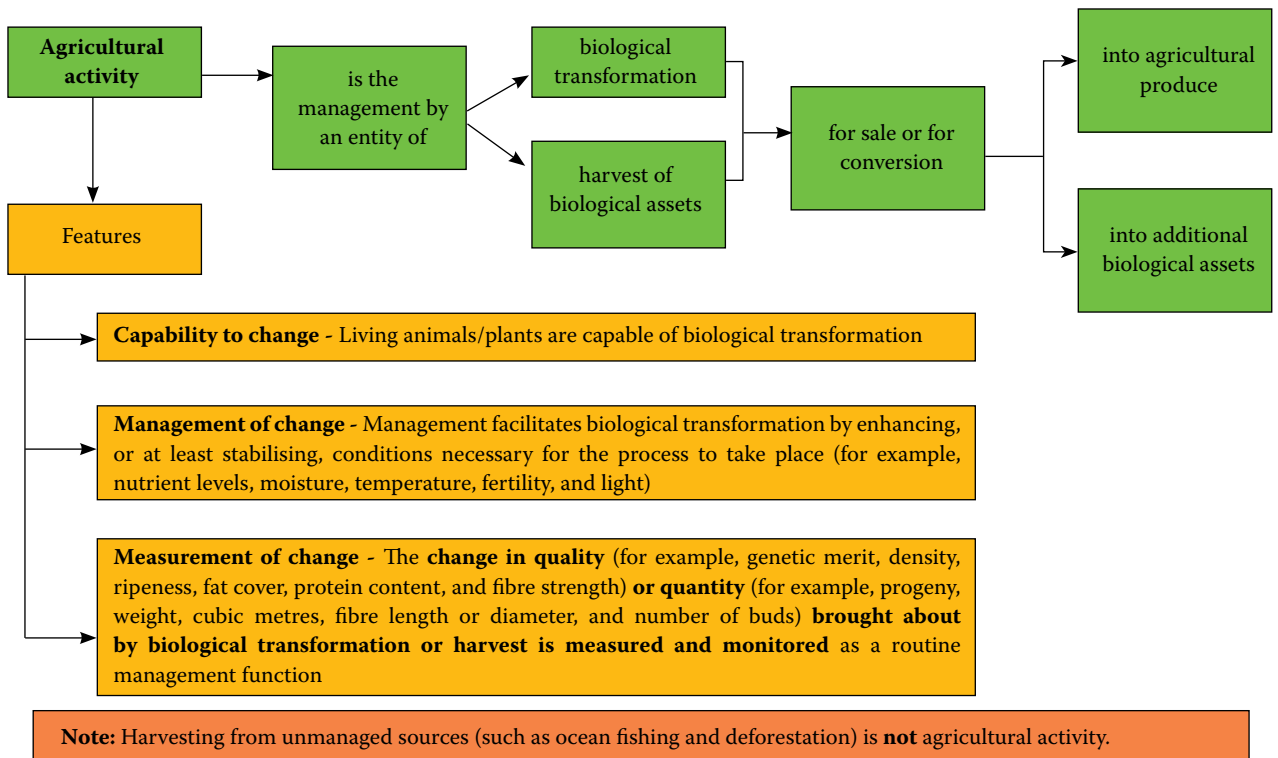 Agricultural
activity
is the
management by
an entity of
biological
transformation
harvest of
biological assets
for sale or for
conversion
into agricultural
produce
into additional
biological assets
Features
Capability to change - Living animals/plants are capable of biological transformation
Management of change - Management facilitates biological transformation by enhancing,
or at least stabilising, conditions necessary for the process to take place (for example,
nutrient levels, moisture, temperature, fertility, and light)
Measurement of change - The change in quality (for example, genetic merit, density,
ripeness, fat cover, protein content, and fibre strength) or quantity (for example, progeny,
weight, cubic metres, fibre length or diameter, and number of buds) brought about
by biological transformation or harvest is measured and monitored as a routine
management function
Note: Harvesting from unmanaged sources (such as ocean fishing and deforestation) is not agricultural activity.